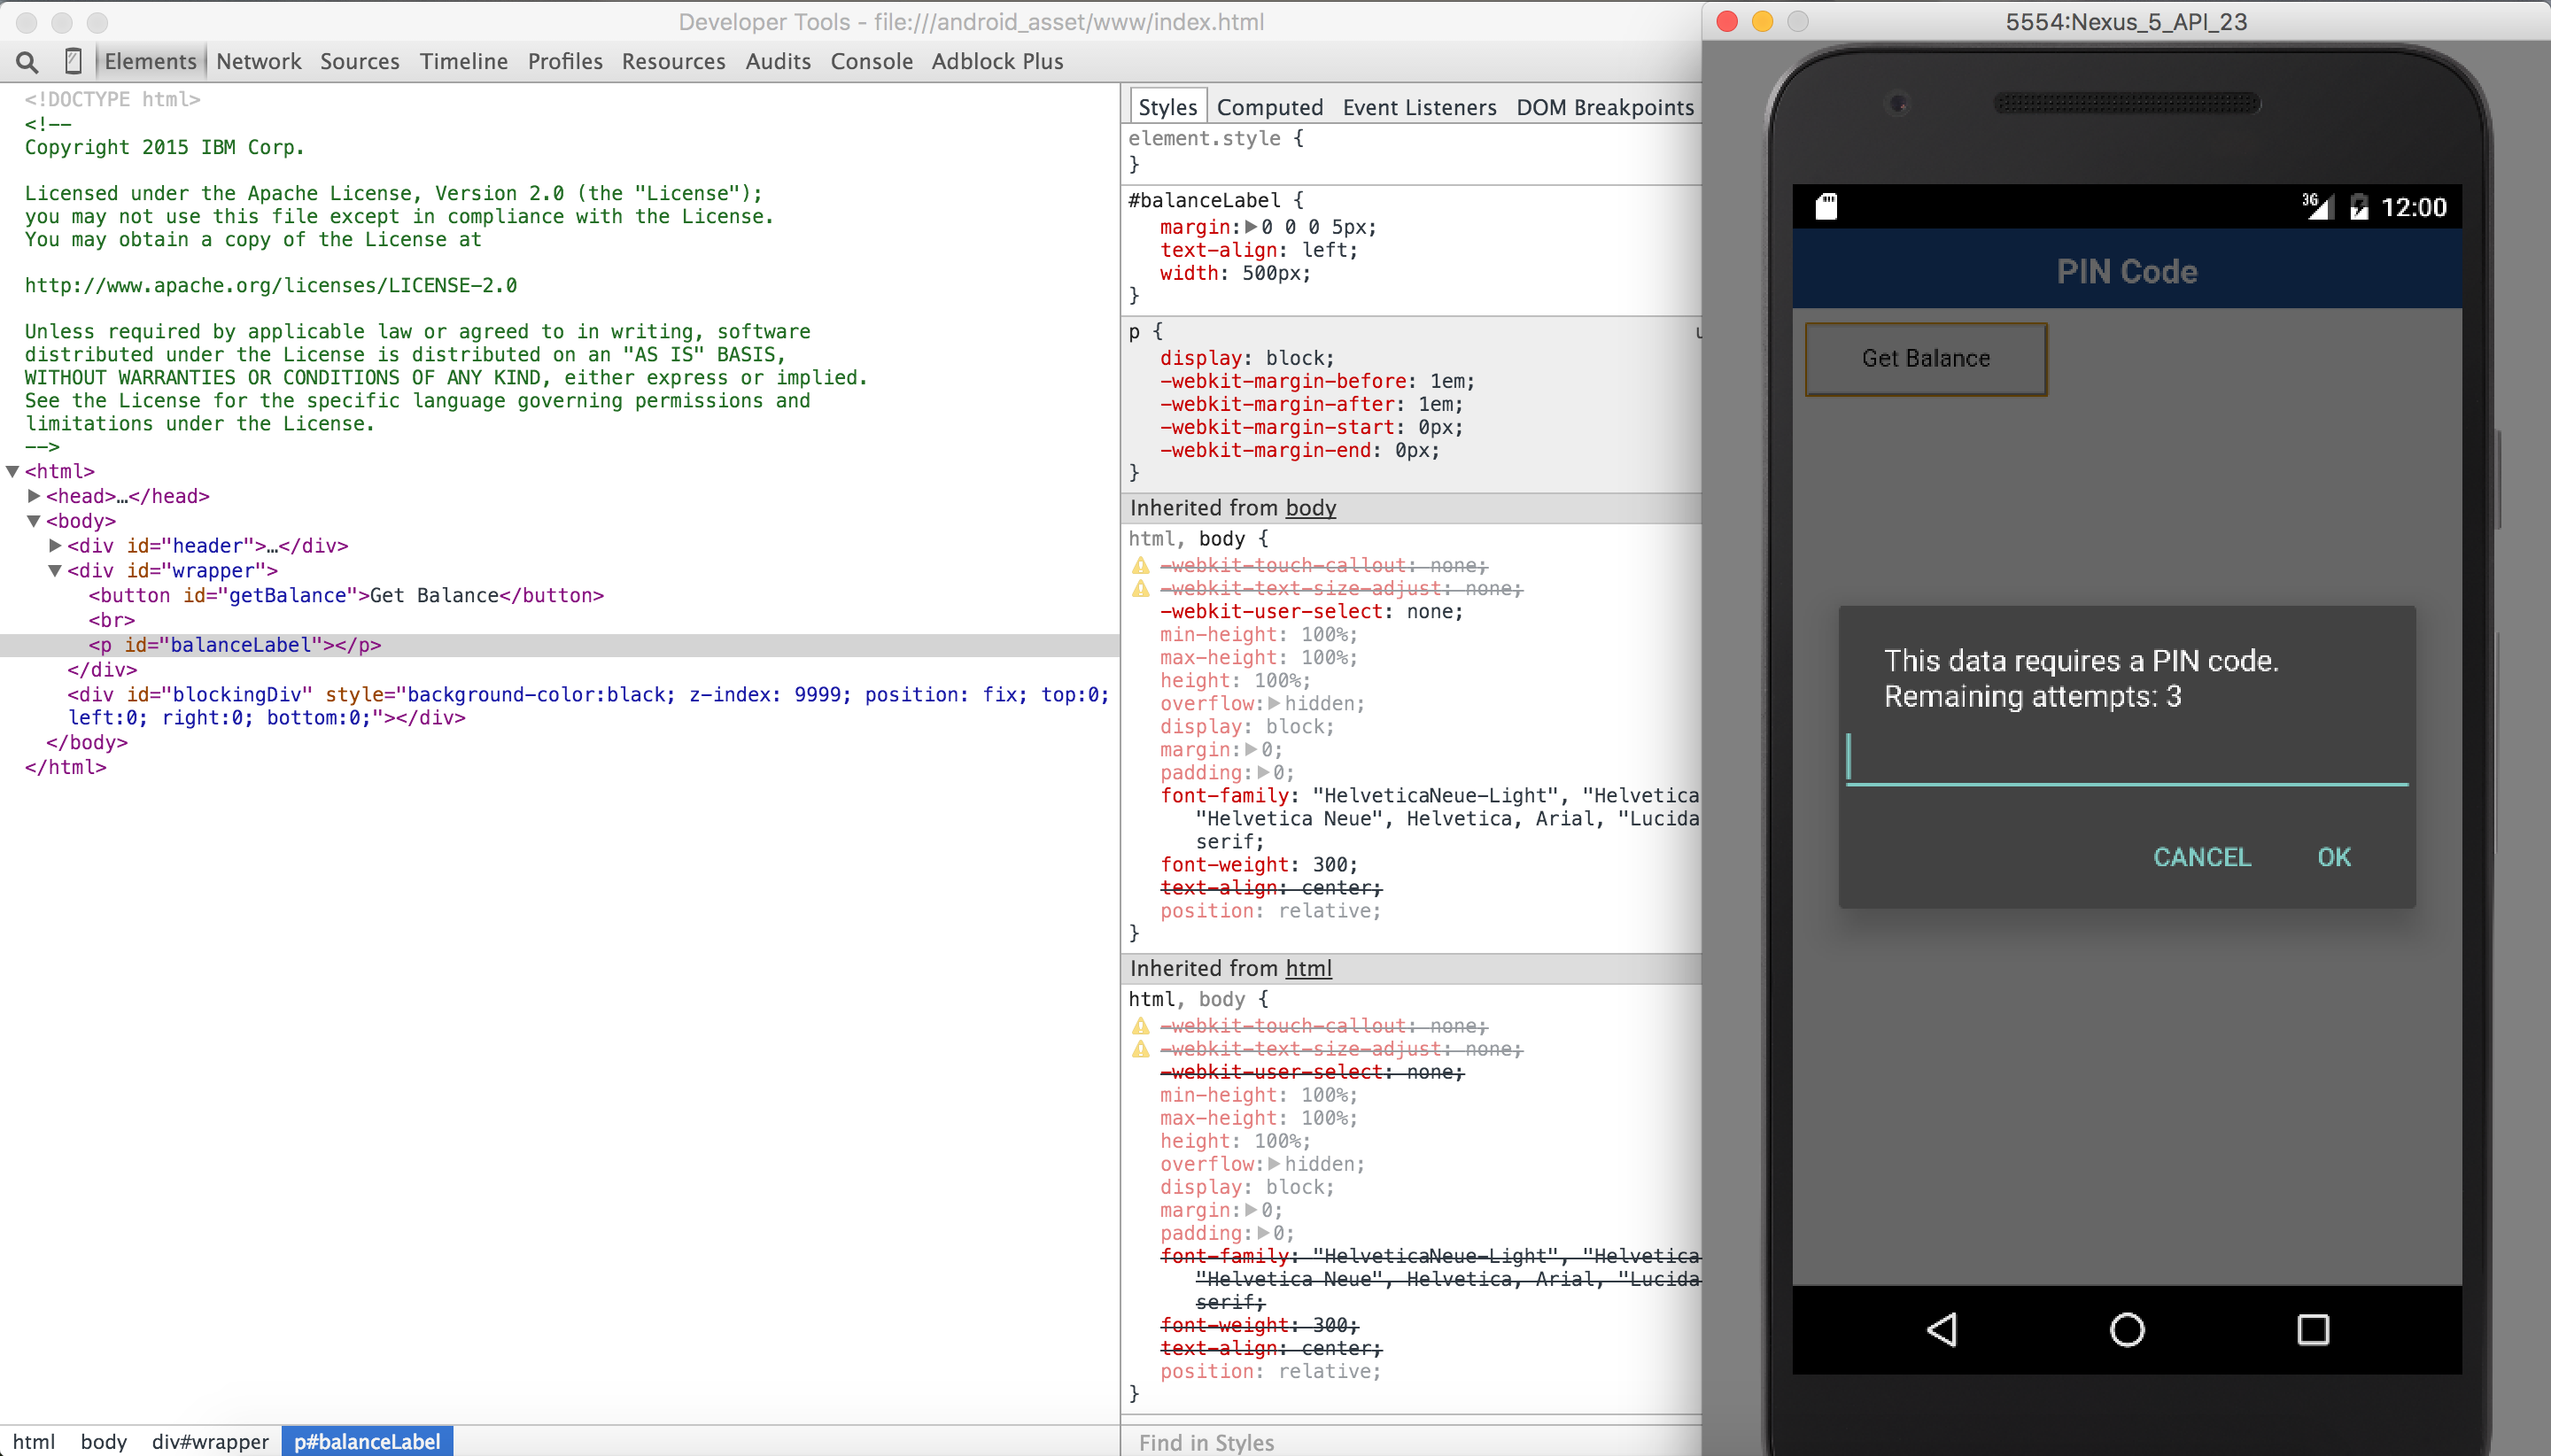 Developer Tools - file:///android_asset/www/index.html
Elements Network Sources Timeline Profiles Resources Audits Console Adblock Plus
<!DOCTYPE html>
<!--
Copyright 2015 IBM Corp.
Licensed under the Apache License, Version 2.0 (the "License");
you may not use this file except in compliance with the License.
You may obtain a copy of the License at
http://www.apache.org/licenses/LICENSE-2.0
Unless required by applicable law or agreed to in writing, software
distributed under the License is distributed on an "AS IS" BASIS,
WITHOUT WARRANTIES OR CONDITIONS OF ANY KIND, either express or implied.
See the License for the specific language governing permissions and
limitations under the License.
-->
<html>
<head>…</head>
<body>
<div id="header">…</div>
<div id="wrapper">
<button id="getBalance">Get Balance</button>
<br>
<p id="balanceLabel"></p>
</div>
<div id="blockingDiv" style="background-color:black; z-index: 9999; position: fix; top:0;
left:0; right:0; bottom:0;"></div>
</body>
</html>
html body div#wrapper p#balanceLabel
Styles Computed Event Listeners DOM Breakpoints
element.style {
}
#balanceLabel {
margin: 0 0 0 5px;
text-align: left;
width: 500px;
}
p { u
display: block;
-webkit-margin-before: 1em;
-webkit-margin-after: 1em;
-webkit-margin-start: 0px;
-webkit-margin-end: 0px;
}
Inherited from body
html, body {
-webkit-touch-callout: none;
-webkit-text-size-adjust: none;
-webkit-user-select: none;
min-height: 100%;
max-height: 100%;
height: 100%;
overflow: hidden;
display: block;
margin: 0;
padding: 0;
font-family: "HelveticaNeue-Light", "Helvetica
"Helvetica Neue", Helvetica, Arial, "Lucida
serif;
font-weight: 300;
text-align: center;
position: relative;
}
Inherited from html
html, body {
-webkit-touch-callout: none;
-webkit-text-size-adjust: none;
-webkit-user-select: none;
min-height: 100%;
max-height: 100%;
height: 100%;
overflow: hidden;
display: block;
margin: 0;
padding: 0;
font-family: "HelveticaNeue-Light", "Helvetica
"Helvetica Neue", Helvetica, Arial, "Lucida
serif;
font-weight: 300;
text-align: center;
position: relative;
}
Find in Styles
5554:Nexus_5_API_23
3G 12:00
PIN Code
Get Balance
This data requires a PIN code.
Remaining attempts: 3
CANCEL OK